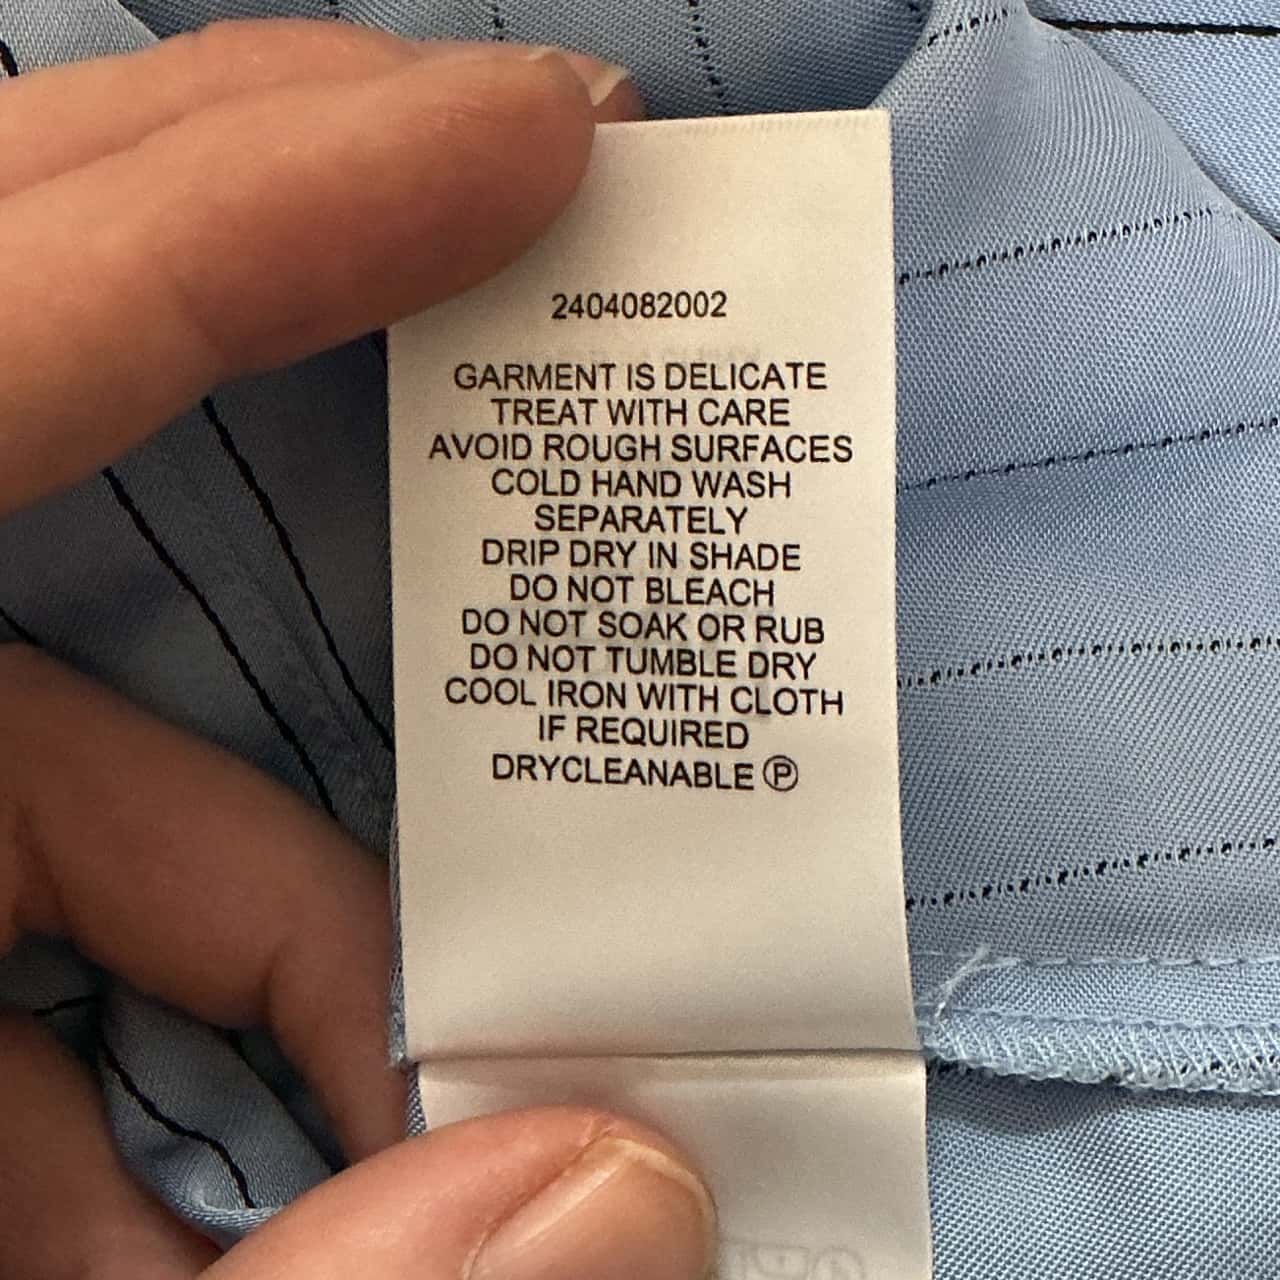 2404082002
GARMENT IS DELICATE
TREAT WITH CARE
AVOID ROUGH SURFACES
COLD HAND WASH
SEPARATELY
DRIP DRY IN SHADE
DO NOT BLEACH
DO NOT SOAK OR RUB
DO NOT TUMBLE DRY
COOL IRON WITH CLOTH
IF REQUIRED
DRYCLEANABLE Ⓟ